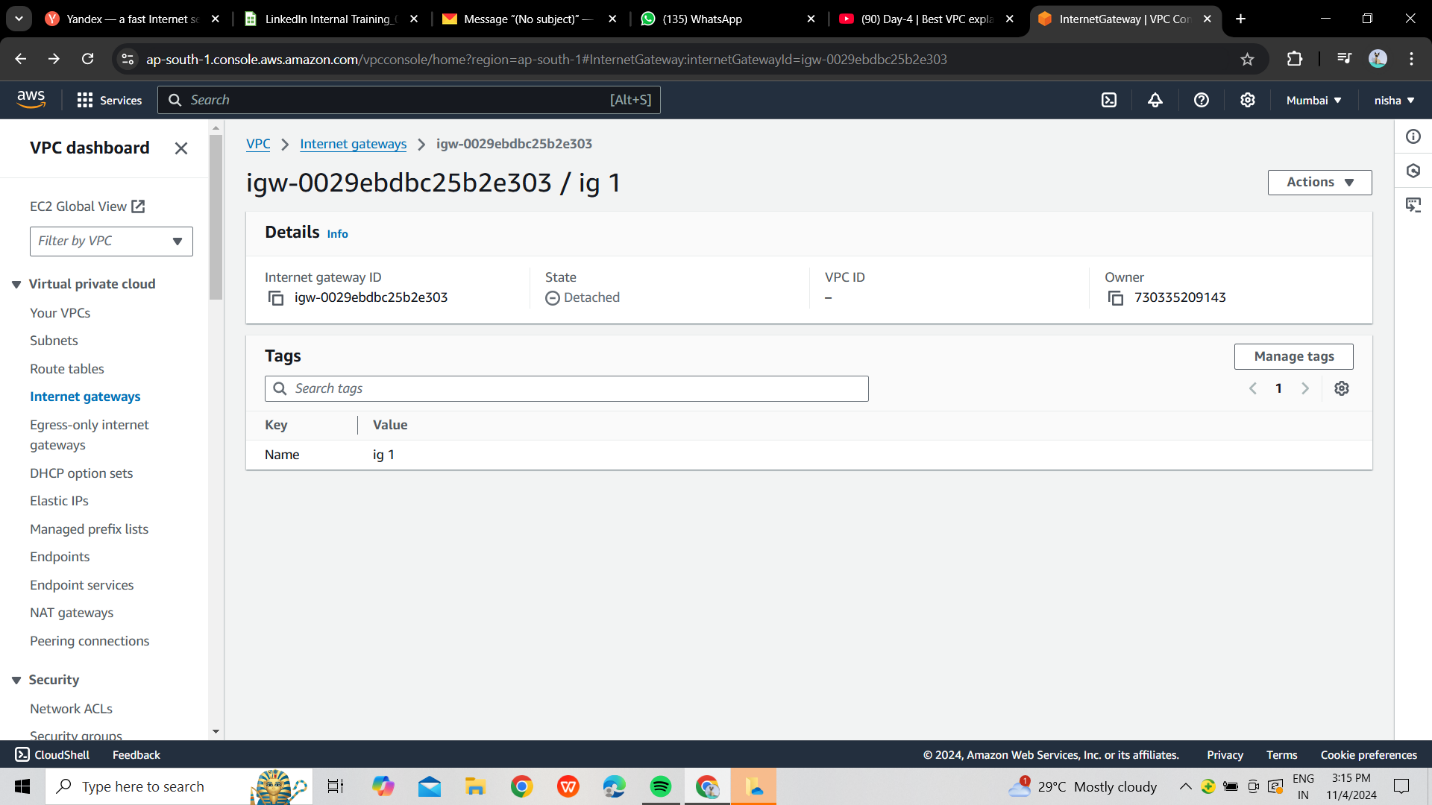 Yandex — a fast Internet se
LinkedIn Internal Training_
Message “(No subject)” —
(135) WhatsApp
(90) Day-4 | Best VPC expla
InternetGateway | VPC Con
ap-south-1.console.aws.amazon.com/vpcconsole/home?region=ap-south-1#InternetGateway:internetGatewayId=igw-0029ebdbc25b2e303
aws
Services
Search
[Alt+S]
Mumbai
nisha
VPC dashboard
EC2 Global View
Filter by VPC
Virtual private cloud
Your VPCs
Subnets
Route tables
Internet gateways
Egress-only internet
gateways
DHCP option sets
Elastic IPs
Managed prefix lists
Endpoints
Endpoint services
NAT gateways
Peering connections
Security
Network ACLs
Security groups
VPC
Internet gateways
igw-0029ebdbc25b2e303
igw-0029ebdbc25b2e303 / ig 1
Actions
Details Info
Internet gateway ID
igw-0029ebdbc25b2e303
State
Detached
VPC ID
–
Owner
730335209143
Tags
Manage tags
Search tags
1
Key
Value
Name
ig 1
CloudShell
Feedback
© 2024, Amazon Web Services, Inc. or its affiliates.
Privacy
Terms
Cookie preferences
Type here to search
1
29°C Mostly cloudy
ENG
IN
3:15 PM
11/4/2024